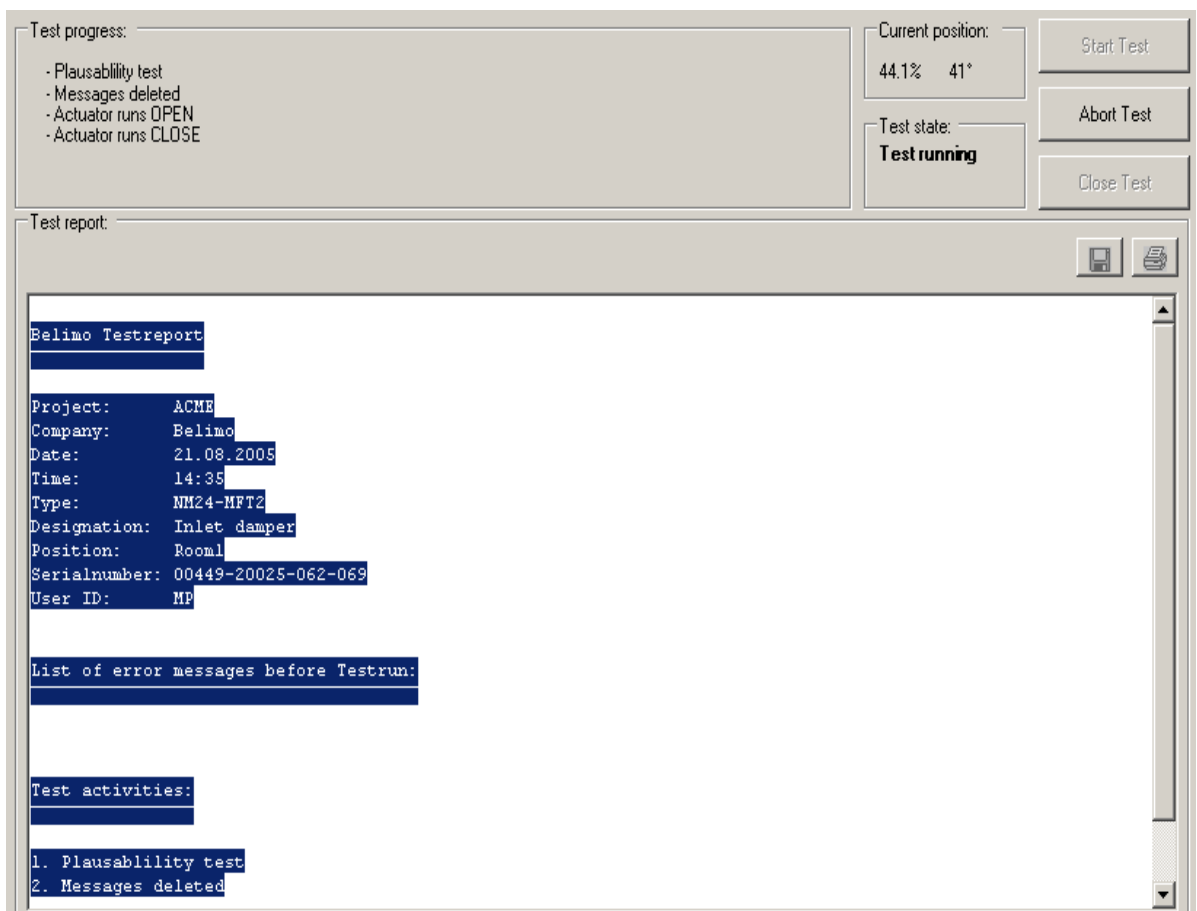 Test progress:
- Plausablility test
- Messages deleted
- Actuator runs OPEN
- Actuator runs CLOSE
Current position:
44.1% 41°
Test state:
Test running
Start Test
Abort Test
Close Test
Test report:
Belimo Testreport
Project: ACME
Company: Belimo
Date: 21.08.2005
Time: 14:35
Type: NM24-MFT2
Designation: Inlet damper
Position: Room1
Serialnumber: 00449-20025-062-069
User ID: MP
List of error messages before Testrun:
Test activities:
1. Plausablility test
2. Messages deleted